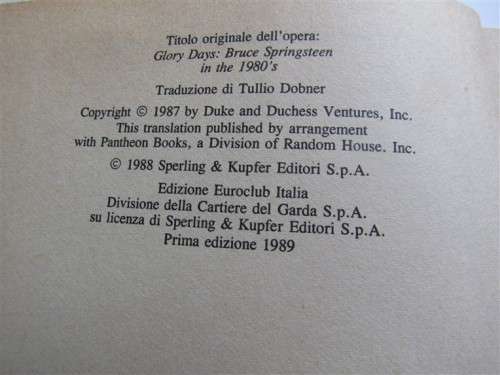 Titolo originale dell'opera:
Glory Days: Bruce Springsteen
in the 1980's
Traduzione di Tullio Dobner
Copyright © 1987 by Duke and Duchess Ventures, Inc.
This translation published by arrangement
with Pantheon Books, a Division of Random House. Inc.
© 1988 Sperling & Kupfer Editori S.p.A.
Edizione Euroclub Italia
Divisione della Cartiere del Garda S.p.A.
su licenza di Sperling & Kupfer Editori S.p.A.
Prima edizione 1989